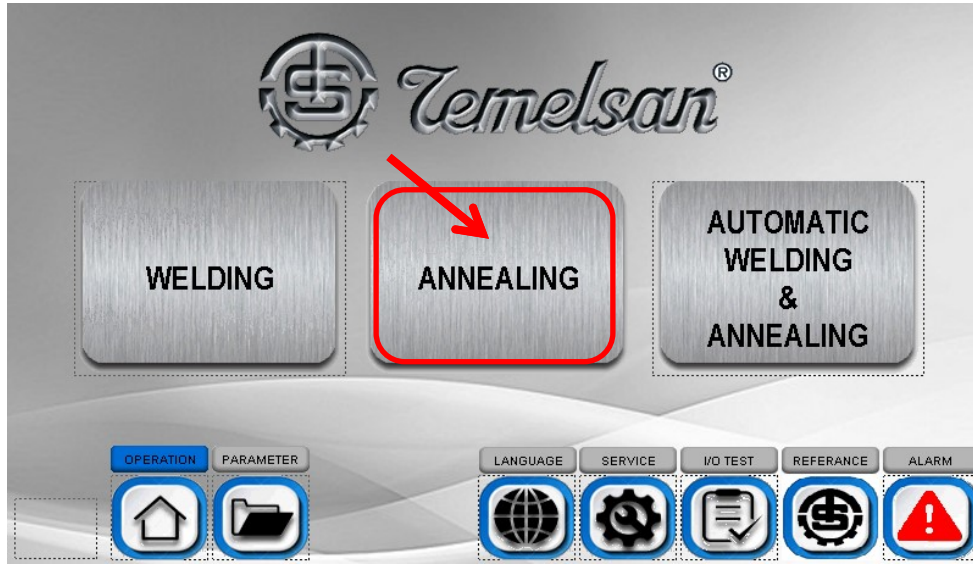 Temelsan®
WELDING
ANNEALING
AUTOMATIC
WELDING
&
ANNEALING
OPERATION
PARAMETER
LANGUAGE
SERVICE
I/O TEST
REFERANCE
ALARM